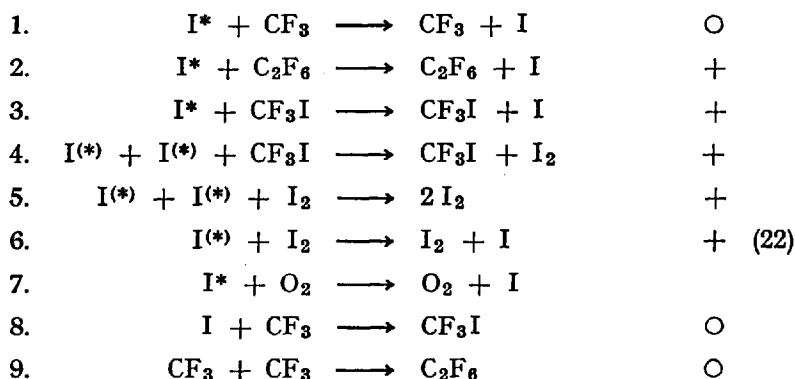 1. I* + CF₃ ⟶ CF₃ + I ○
2. I* + C₂F₆ ⟶ C₂F₆ + I +
3. I* + CF₃I ⟶ CF₃I + I +
4. I⁽*⁾ + I⁽*⁾ + CF₃I ⟶ CF₃I + I₂ +
5. I⁽*⁾ + I⁽*⁾ + I₂ ⟶ 2 I₂ +
6. I⁽*⁾ + I₂ ⟶ I₂ + I + (22)
7. I* + O₂ ⟶ O₂ + I
8. I + CF₃ ⟶ CF₃I ○
9. CF₃ + CF₃ ⟶ C₂F₆ ○